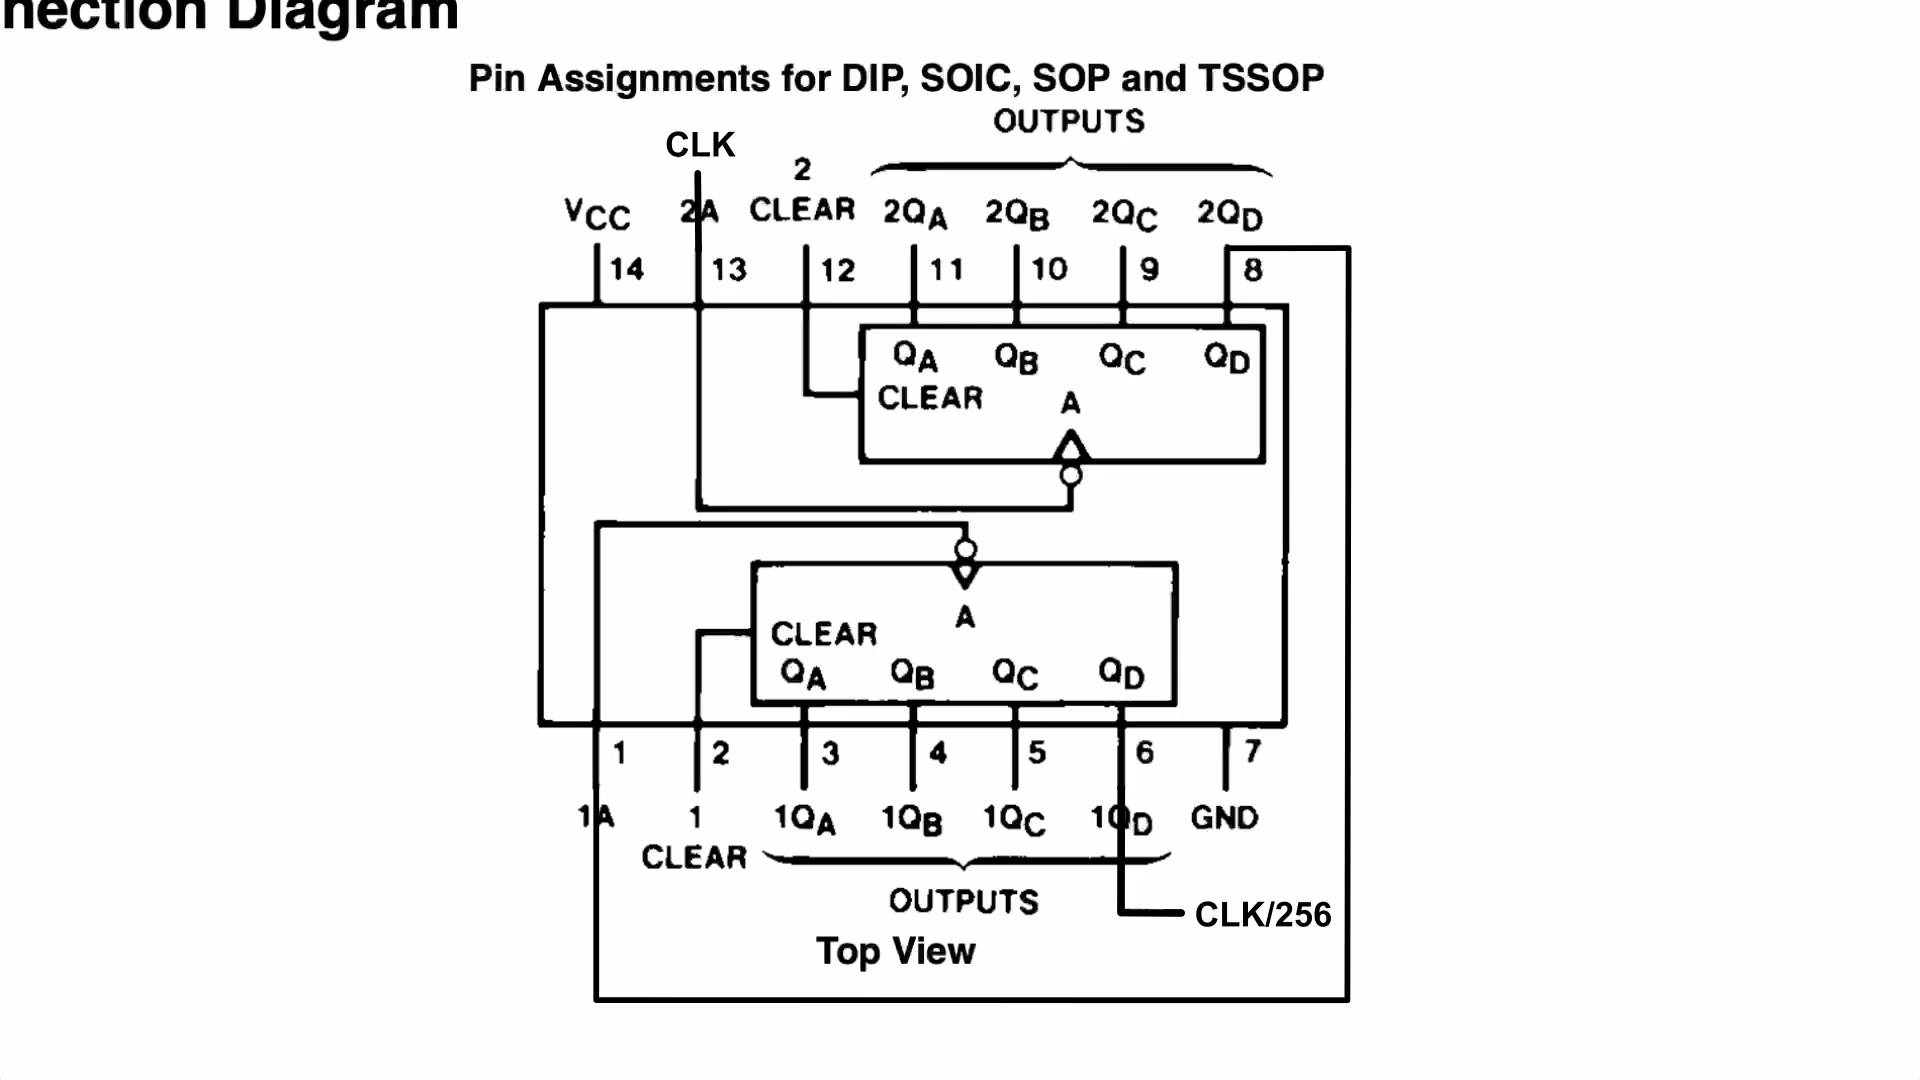 nection Diagram
Pin Assignments for DIP, SOIC, SOP and TSSOP
OUTPUTS
CLK
2
VCC 2A CLEAR 2QA 2QB 2QC 2QD
14 13 12 11 10 9 8
QA QB QC QD
CLEAR A
A
CLEAR
QA QB QC QD
1 2 3 4 5 6 7
1A 1 1QA 1QB 1QC 1QD GND
CLEAR
OUTPUTS
CLK/256
Top View